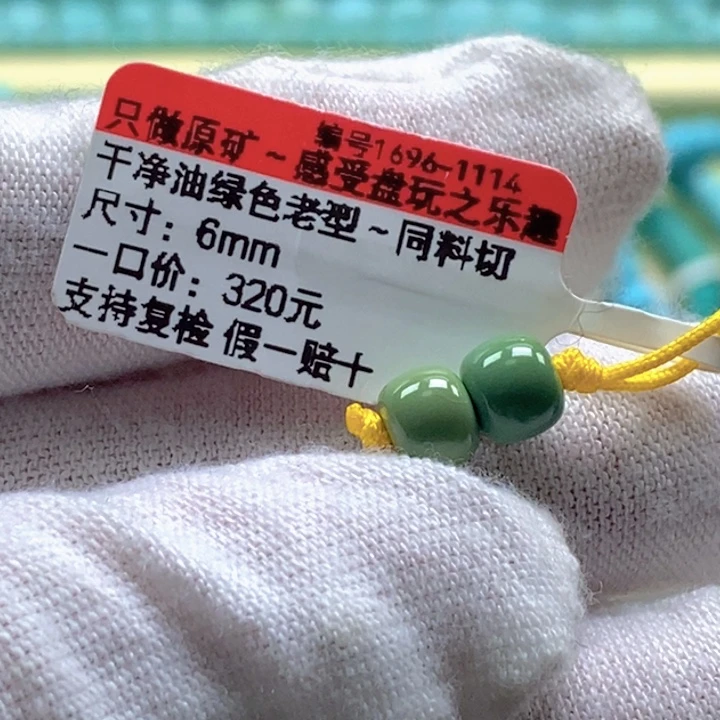 编号1696-1114
只做原矿~感受盘玩之乐趣
干净油绿色老型~同料切
尺寸：6mm
一口价：320元
支持复检 假一赔十